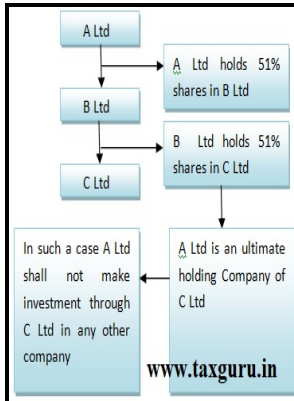 A Ltd
A Ltd holds 51%
shares in B Ltd
B Ltd
B Ltd holds 51%
shares in C Ltd
C Ltd
In such a case A Ltd
shall not make
investment through
C Ltd in any other
company
A Ltd is an ultimate
holding Company of
C Ltd
www.taxguru.in